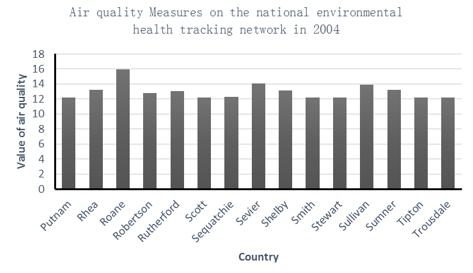 Air quality Measures on the national environmental
health tracking network in 2004
Value of air quality
18
16
14
12
10
8
6
4
2
0
Putnam
Rhea
Roane
Robertson
Rutherford
Scott
Sequatchie
Sevier
Shelby
Smith
Stewart
Sullivan
Sumner
Tipton
Trousdale
Country